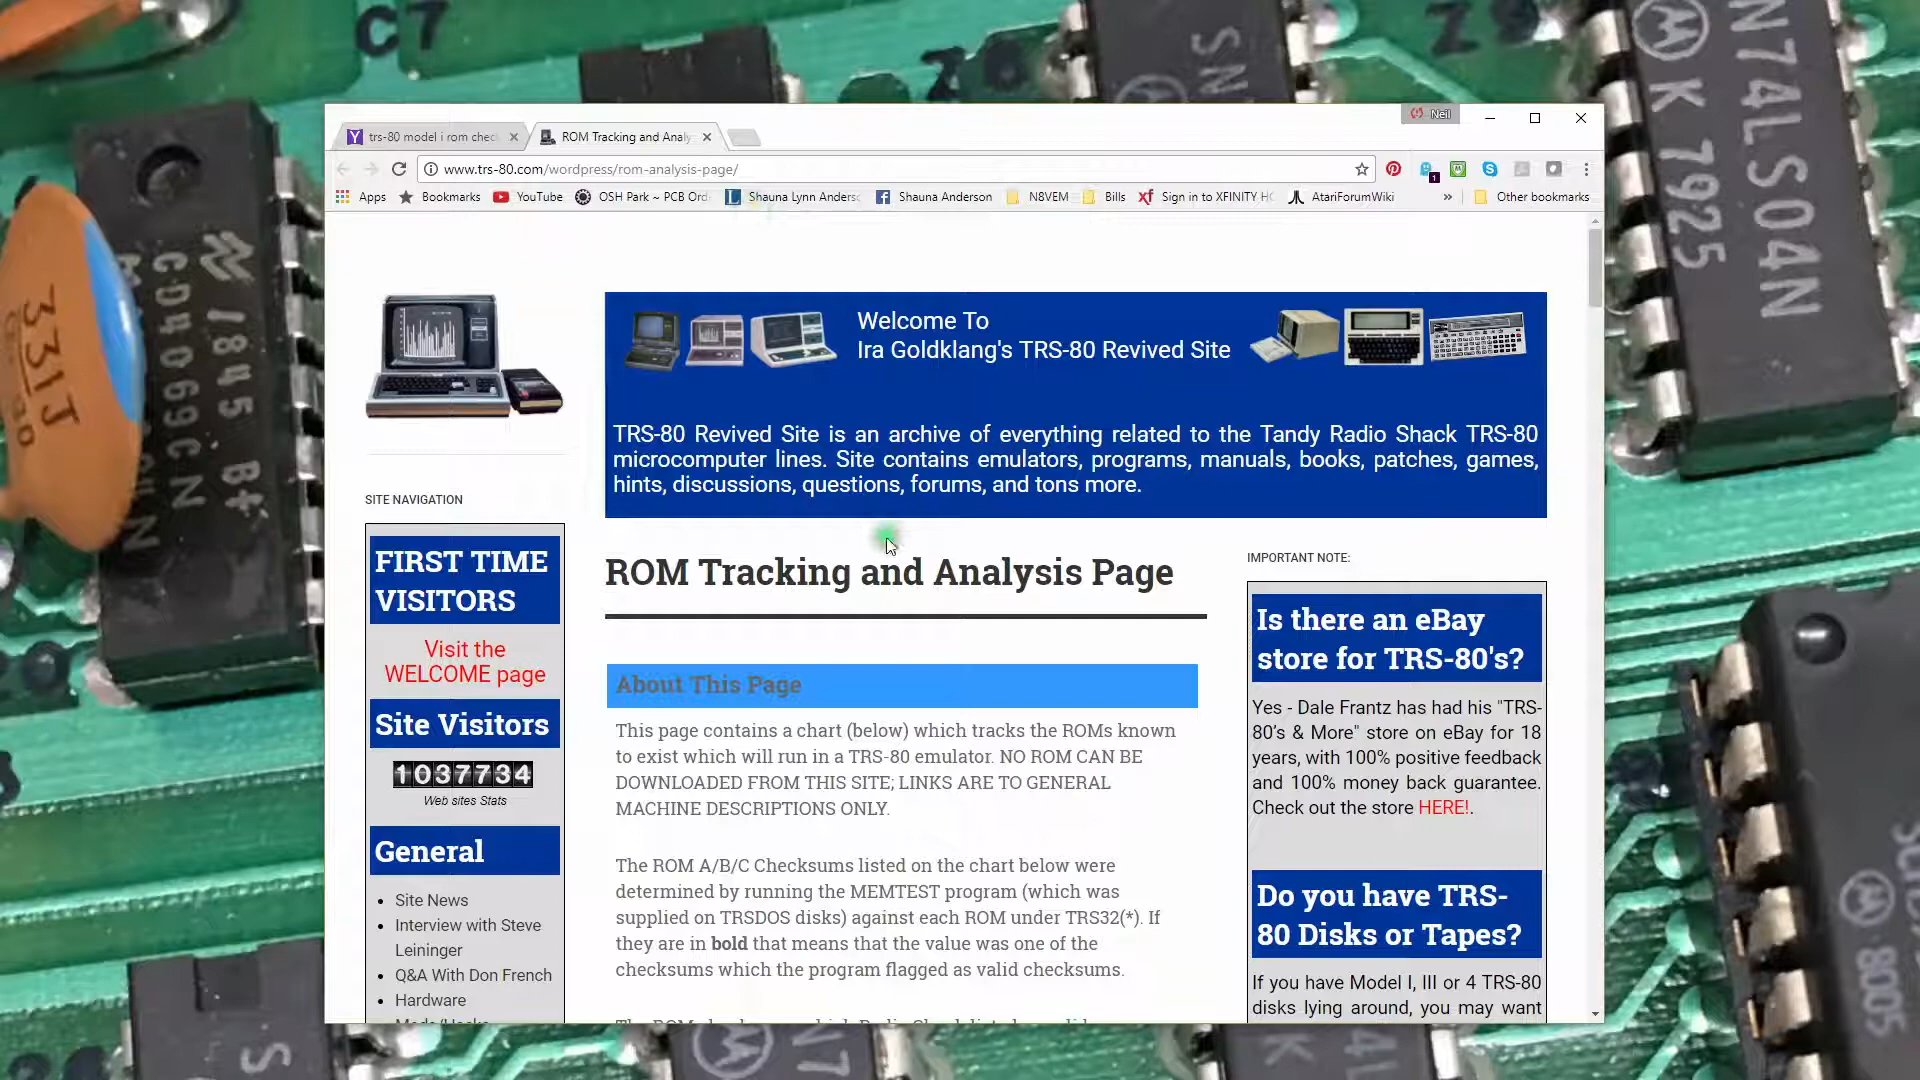 C7
SN
N74LS04N
K 7925
331J
/845 B+
CD4069CN
Neil
trs-80 model i rom chec
ROM Tracking and Analy
www.trs-80.com/wordpress/rom-analysis-page/
Apps
Bookmarks
YouTube
OSH Park ~ PCB Ord
Shauna Lynn Anders
Shauna Anderson
N8VEM
Bills
Sign in to XFINITY HO
AtariForumWiki
»
Other bookmarks
Welcome To
Ira Goldklang's TRS-80 Revived Site
TRS-80 Revived Site is an archive of everything related to the Tandy Radio Shack TRS-80
microcomputer lines. Site contains emulators, programs, manuals, books, patches, games,
hints, discussions, questions, forums, and tons more.
SITE NAVIGATION
FIRST TIME
VISITORS
Visit the
WELCOME page
Site Visitors
1037734
Web sites Stats
General
Site News
Interview with Steve
Leininger
Q&A With Don French
Hardware
ROM Tracking and Analysis Page
About This Page
This page contains a chart (below) which tracks the ROMs known
to exist which will run in a TRS-80 emulator. NO ROM CAN BE
DOWNLOADED FROM THIS SITE; LINKS ARE TO GENERAL
MACHINE DESCRIPTIONS ONLY.
The ROM A/B/C Checksums listed on the chart below were
determined by running the MEMTEST program (which was
supplied on TRSDOS disks) against each ROM under TRS32(*). If
they are in bold that means that the value was one of the
checksums which the program flagged as valid checksums.
IMPORTANT NOTE:
Is there an eBay
store for TRS-80's?
Yes - Dale Frantz has had his "TRS-
80's & More" store on eBay for 18
years, with 100% positive feedback
and 100% money back guarantee.
Check out the store HERE!.
Do you have TRS-
80 Disks or Tapes?
If you have Model I, III or 4 TRS-80
disks lying around, you may want
8005